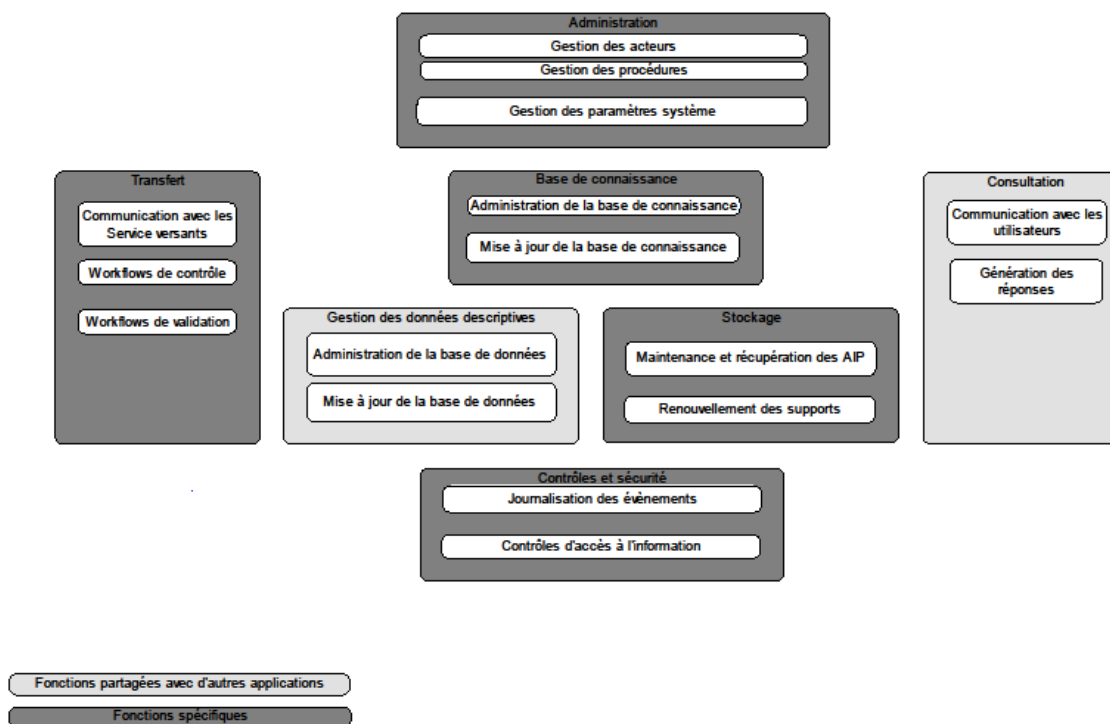 Administration
Gestion des acteurs
Gestion des procédures
Gestion des paramètres système
Transfert
Communication avec les
Service versants
Workflows de contrôle
Workflows de validation
Base de connaissance
Administration de la base de connaissance
Mise à jour de la base de connaissance
Consultation
Communication avec les
utilisateurs
Génération des
réponses
Gestion des données descriptives
Administration de la base de données
Mise à jour de la base de données
Stockage
Maintenance et récupération des AIP
Renouvellement des supports
Contrôles et sécurité
Journalisation des évènements
Contrôles d'accès à l'information
Fonctions partagées avec d'autres applications
Fonctions spécifiques